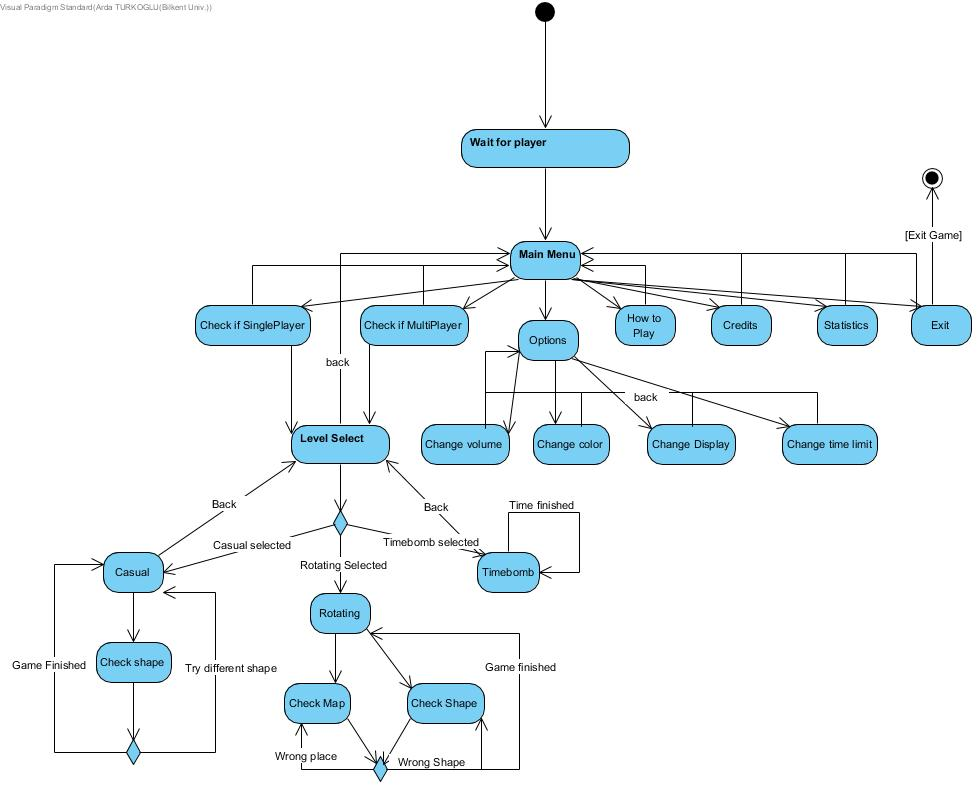 Visual Paradigm Standard(Arda TURKOGLU(Bilkent Univ.))
Wait for player
[Exit Game]
Main Menu
Check if SinglePlayer
Check if MultiPlayer
Options
How to
Play
Credits
Statistics
Exit
back
back
Level Select
Change volume
Change color
Change Display
Change time limit
Back
Back
Time finished
Casual selected
Timebomb selected
Rotating Selected
Casual
Timebomb
Rotating
Game Finished
Check shape
Try different shape
Game finished
Check Map
Check Shape
Wrong place
Wrong Shape